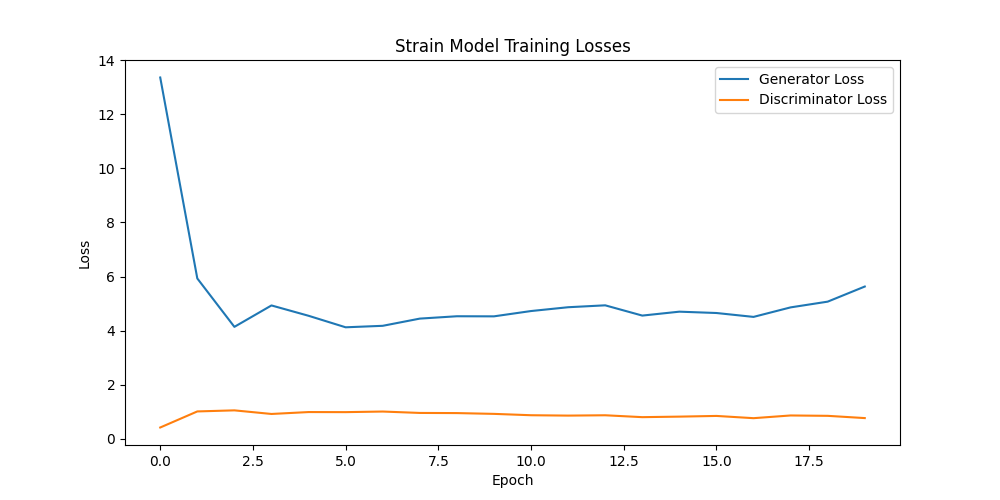 Strain Model Training Losses
Generator Loss
Discriminator Loss
14
12
10
8
6
4
2
0
Loss
0.0 2.5 5.0 7.5 10.0 12.5 15.0 17.5
Epoch